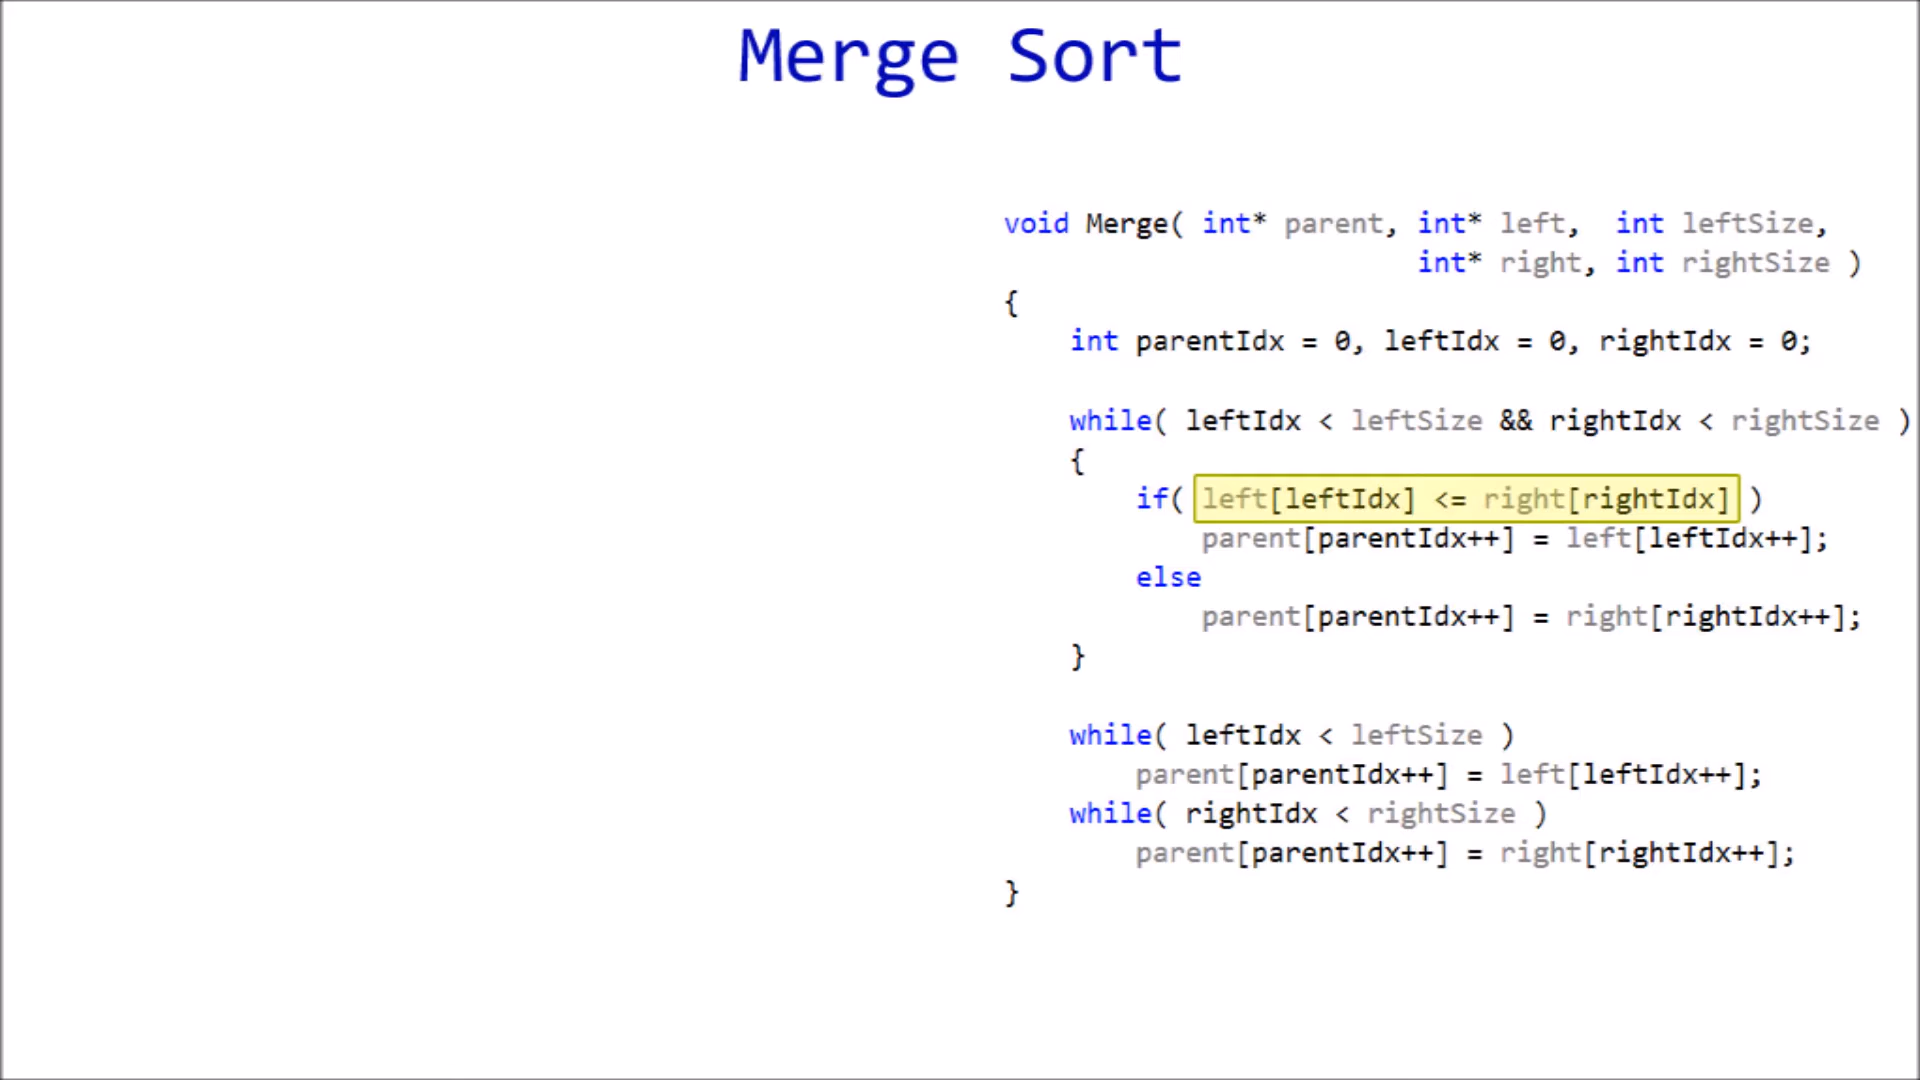 Merge Sort
void Merge( int* parent, int* left,  int leftSize,
                         int* right, int rightSize )
{
    int parentIdx = 0, leftIdx = 0, rightIdx = 0;

    while( leftIdx < leftSize && rightIdx < rightSize )
    {
        if( left[leftIdx] <= right[rightIdx] )
            parent[parentIdx++] = left[leftIdx++];
        else
            parent[parentIdx++] = right[rightIdx++];
    }

    while( leftIdx < leftSize )
        parent[parentIdx++] = left[leftIdx++];
    while( rightIdx < rightSize )
        parent[parentIdx++] = right[rightIdx++];
}